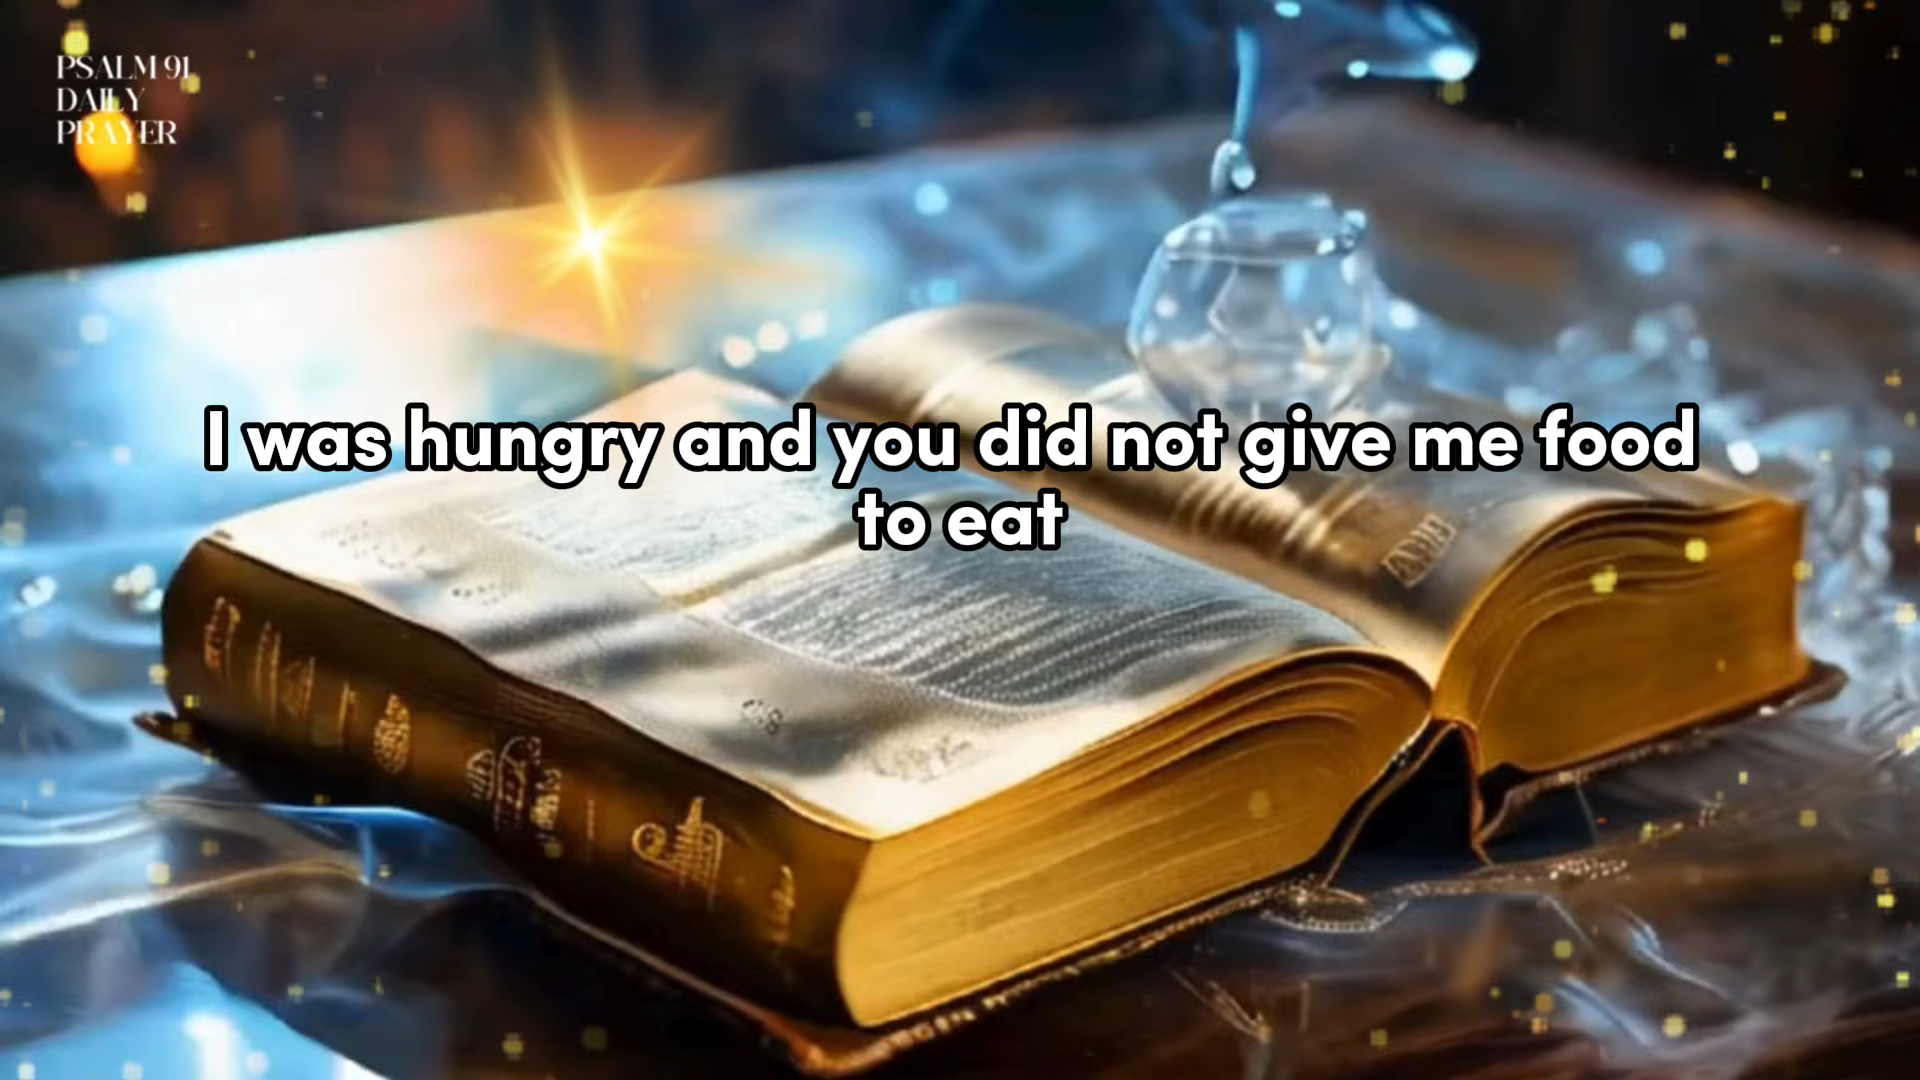 PSALM 91
DAILY
PRAYER
I was hungry and you did not give me food
to eat